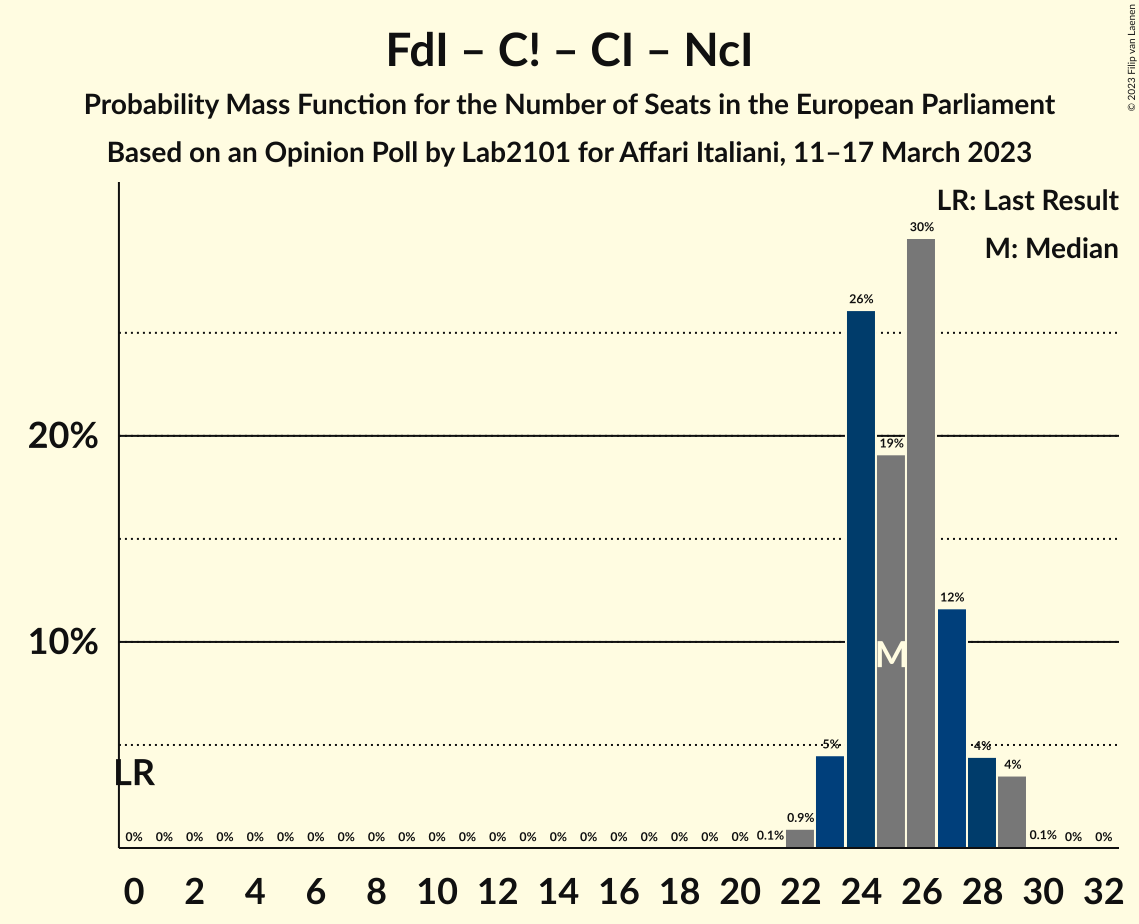 FdI – C! – CI – NcI
Probability Mass Function for the Number of Seats in the European Parliament
Based on an Opinion Poll by Lab2101 for Affari Italiani, 11–17 March 2023
© 2023 Filip van Laenen
LR: Last Result
M: Median
30%
26%
20%
19%
12%
10%
M
5% 4%
LR
4%
0.9%
0% 0% 0% 0% 0% 0% 0% 0% 0% 0% 0% 0% 0% 0% 0% 0% 0% 0% 0% 0% 0% 0.1% 0.1% 0% 0%
0 2 4 6 8 10 12 14 16 18 20 22 24 26 28 30 32